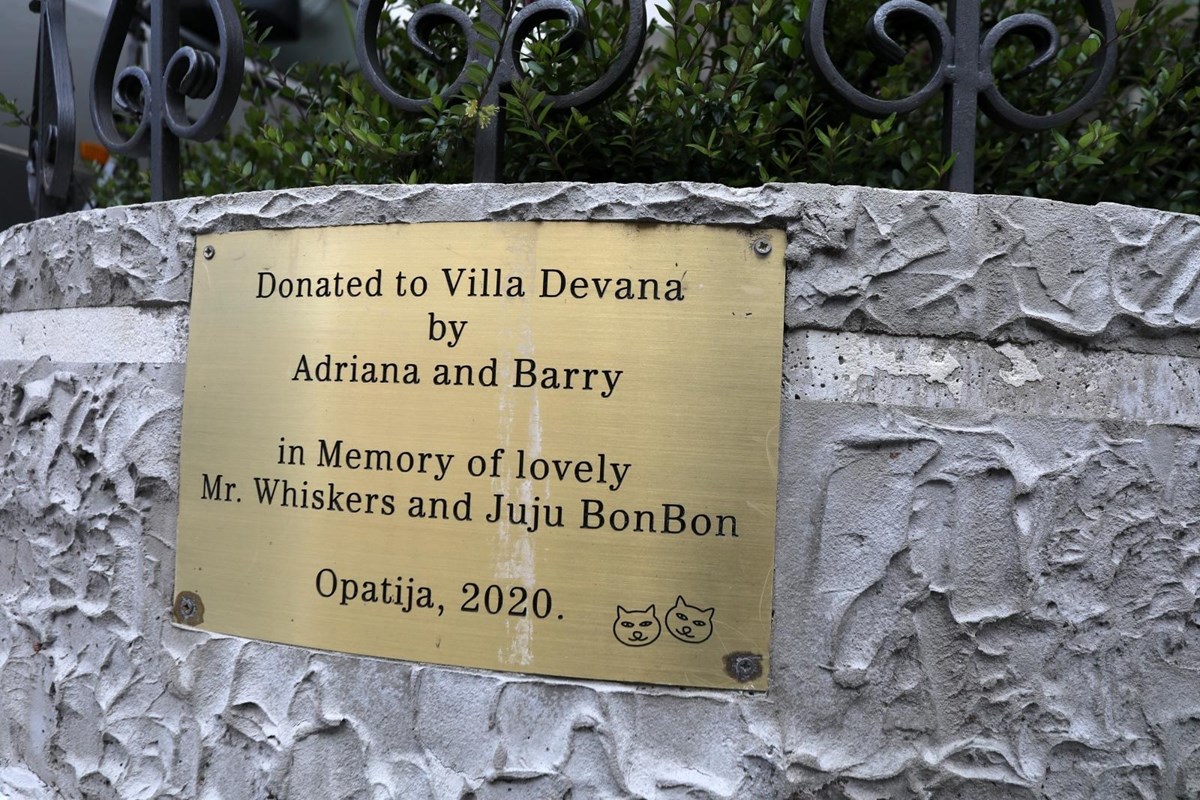 Donated to Villa Devana
by
Adriana and Barry
in Memory of lovely
Mr. Whiskers and Juju BonBon
Opatija, 2020.